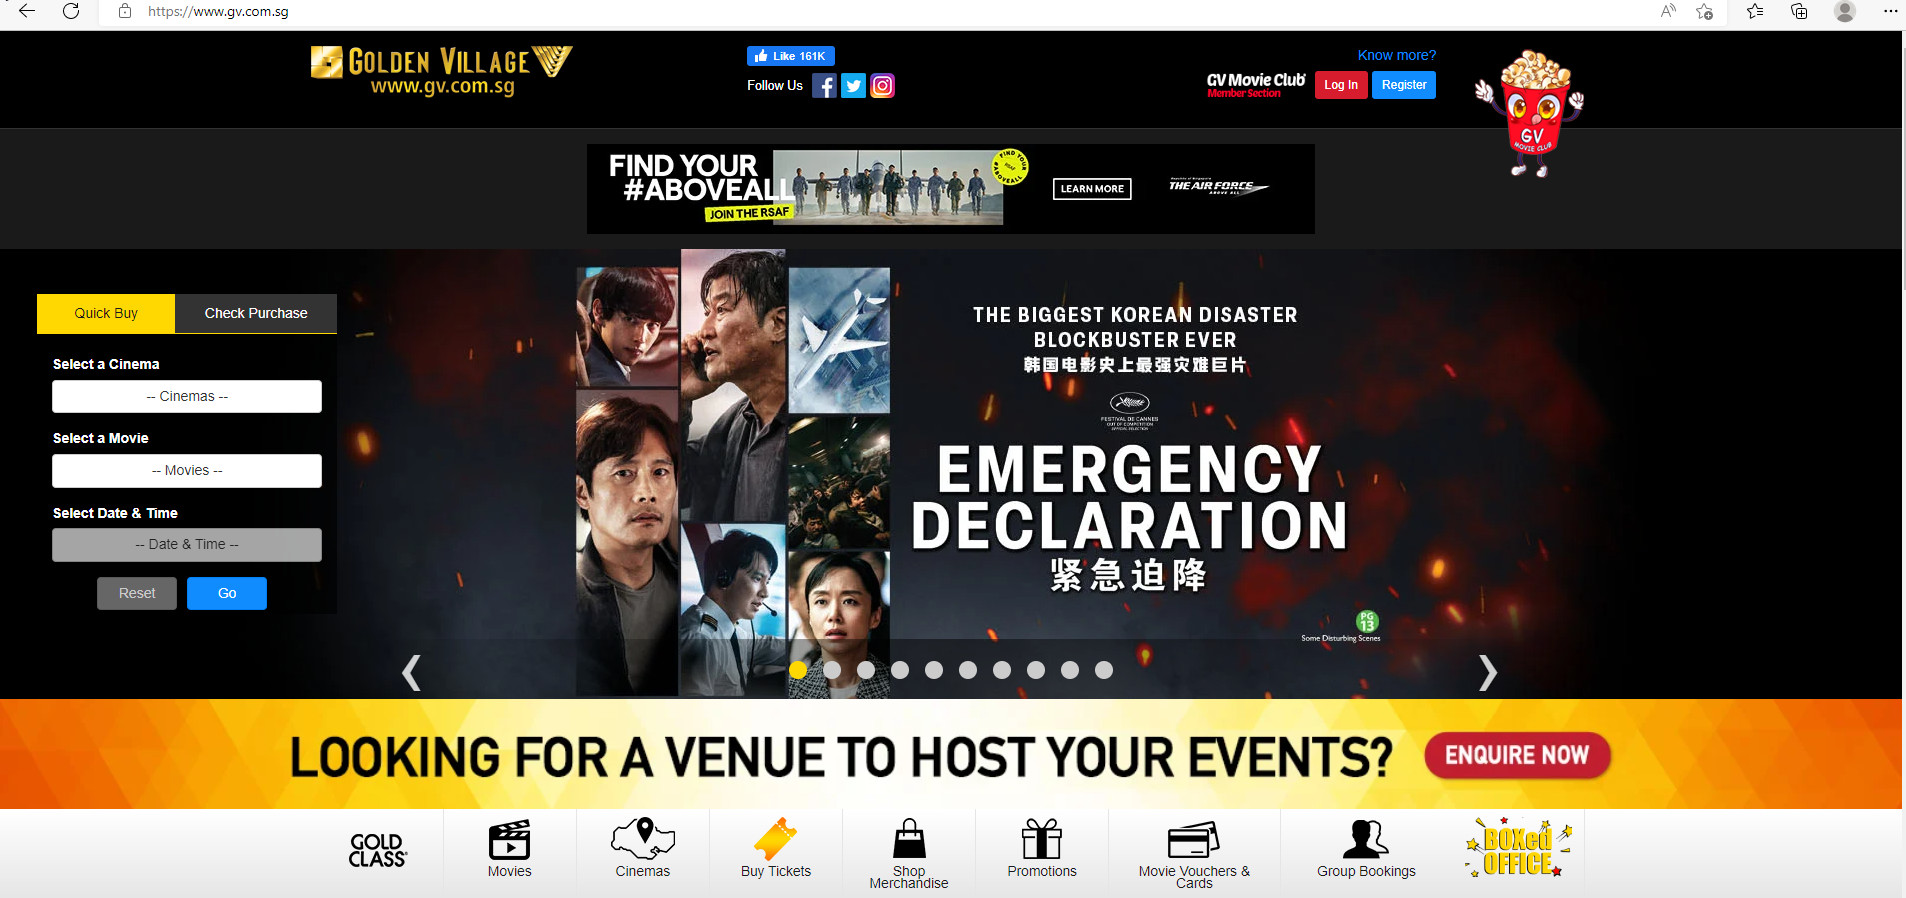 https://www.gv.com.sg
GOLDEN VILLAGE
www.gv.com.sg
Like 161K
Follow Us
Know more?
GV Movie Club
Member Section
Log In
Register
GV
MOVIE CLUB
FIND YOUR
#ABOVEALL
JOIN THE RSAF
FIND YOUR
#ABOVEALL
LEARN MORE
Republic of Singapore
THE AIR FORCE
ABOVE ALL
Quick Buy
Check Purchase
Select a Cinema
-- Cinemas --
Select a Movie
-- Movies --
Select Date & Time
-- Date & Time --
Reset
Go
THE BIGGEST KOREAN DISASTER
BLOCKBUSTER EVER
韩国电影史上最强灾难巨片
FESTIVAL DE CANNES
OUT OF COMPETITION
OFFICIAL SELECTION
EMERGENCY
DECLARATION
紧急迫降
PG
13
Some Disturbing Scenes
LOOKING FOR A VENUE TO HOST YOUR EVENTS?
ENQUIRE NOW
GOLD
CLASS
Movies
Cinemas
Buy Tickets
Shop
Merchandise
Promotions
Movie Vouchers &
Cards
Group Bookings
BOXed
OFFICE